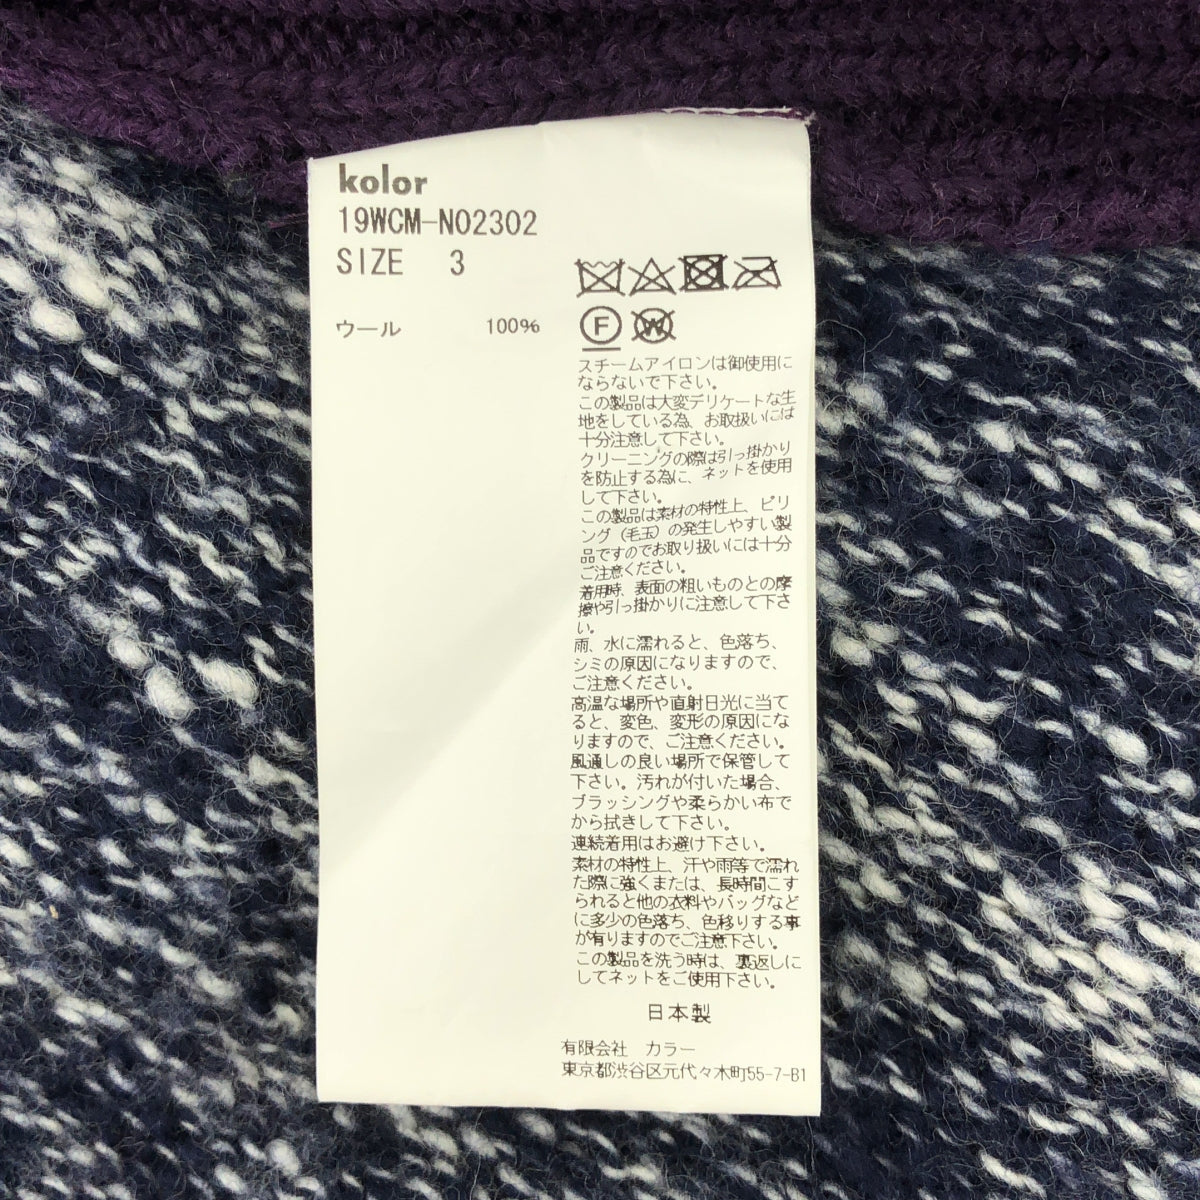 kolor
19WCM-N02302
SIZE 3
ウール 100%
F
W
スチームアイロンは御使用に
ならないで下さい。
この製品は大変デリケートな生
地をしている為、お取扱いには
十分注意して下さい。
クリーニングの際は引っ掛かり
を防止する為に、ネットを使用
して下さい。
この製品は素材の特性上、ピリ
ング（毛玉）の発生しやすい製
品ですのでお取り扱いには十分
ご注意ください。
着用時、表面の粗いものとの摩
擦や引っ掛かりに注意して下さ
い。
雨、水に濡れると、色落ち、
シミの原因になりますので、
ご注意ください。
高温な場所や直射日光に当て
ると、変色、変形の原因にな
りますので、ご注意ください。
風通しの良い場所で保管して
下さい。汚れが付いた場合、
ブラッシングや柔らかい布で
から拭きして下さい。
連続着用はお避け下さい。
素材の特性上、汗や雨等で濡れ
た際に強くまたは、長時間こす
られると他の衣料やバッグなど
に多少の色落ち、色移りする事
が有りますのでご注意下さい。
この製品を洗う時は、裏返しに
してネットをご使用下さい。
日本製
有限会社 カラー
東京都渋谷区元代々木町55-7-B1